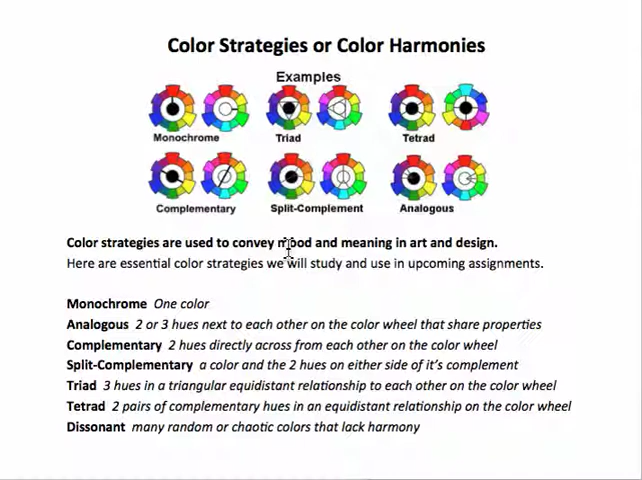 Color Strategies or Color Harmonies
Examples
Monochrome Triad Tetrad
Complementary Split-Complement Analogous
Color strategies are used to convey mood and meaning in art and design.
Here are essential color strategies we will study and use in upcoming assignments.
Monochrome One color
Analogous 2 or 3 hues next to each other on the color wheel that share properties
Complementary 2 hues directly across from each other on the color wheel
Split-Complementary a color and the 2 hues on either side of it's complement
Triad 3 hues in a triangular equidistant relationship to each other on the color wheel
Tetrad 2 pairs of complementary hues in an equidistant relationship on the color wheel
Dissonant many random or chaotic colors that lack harmony